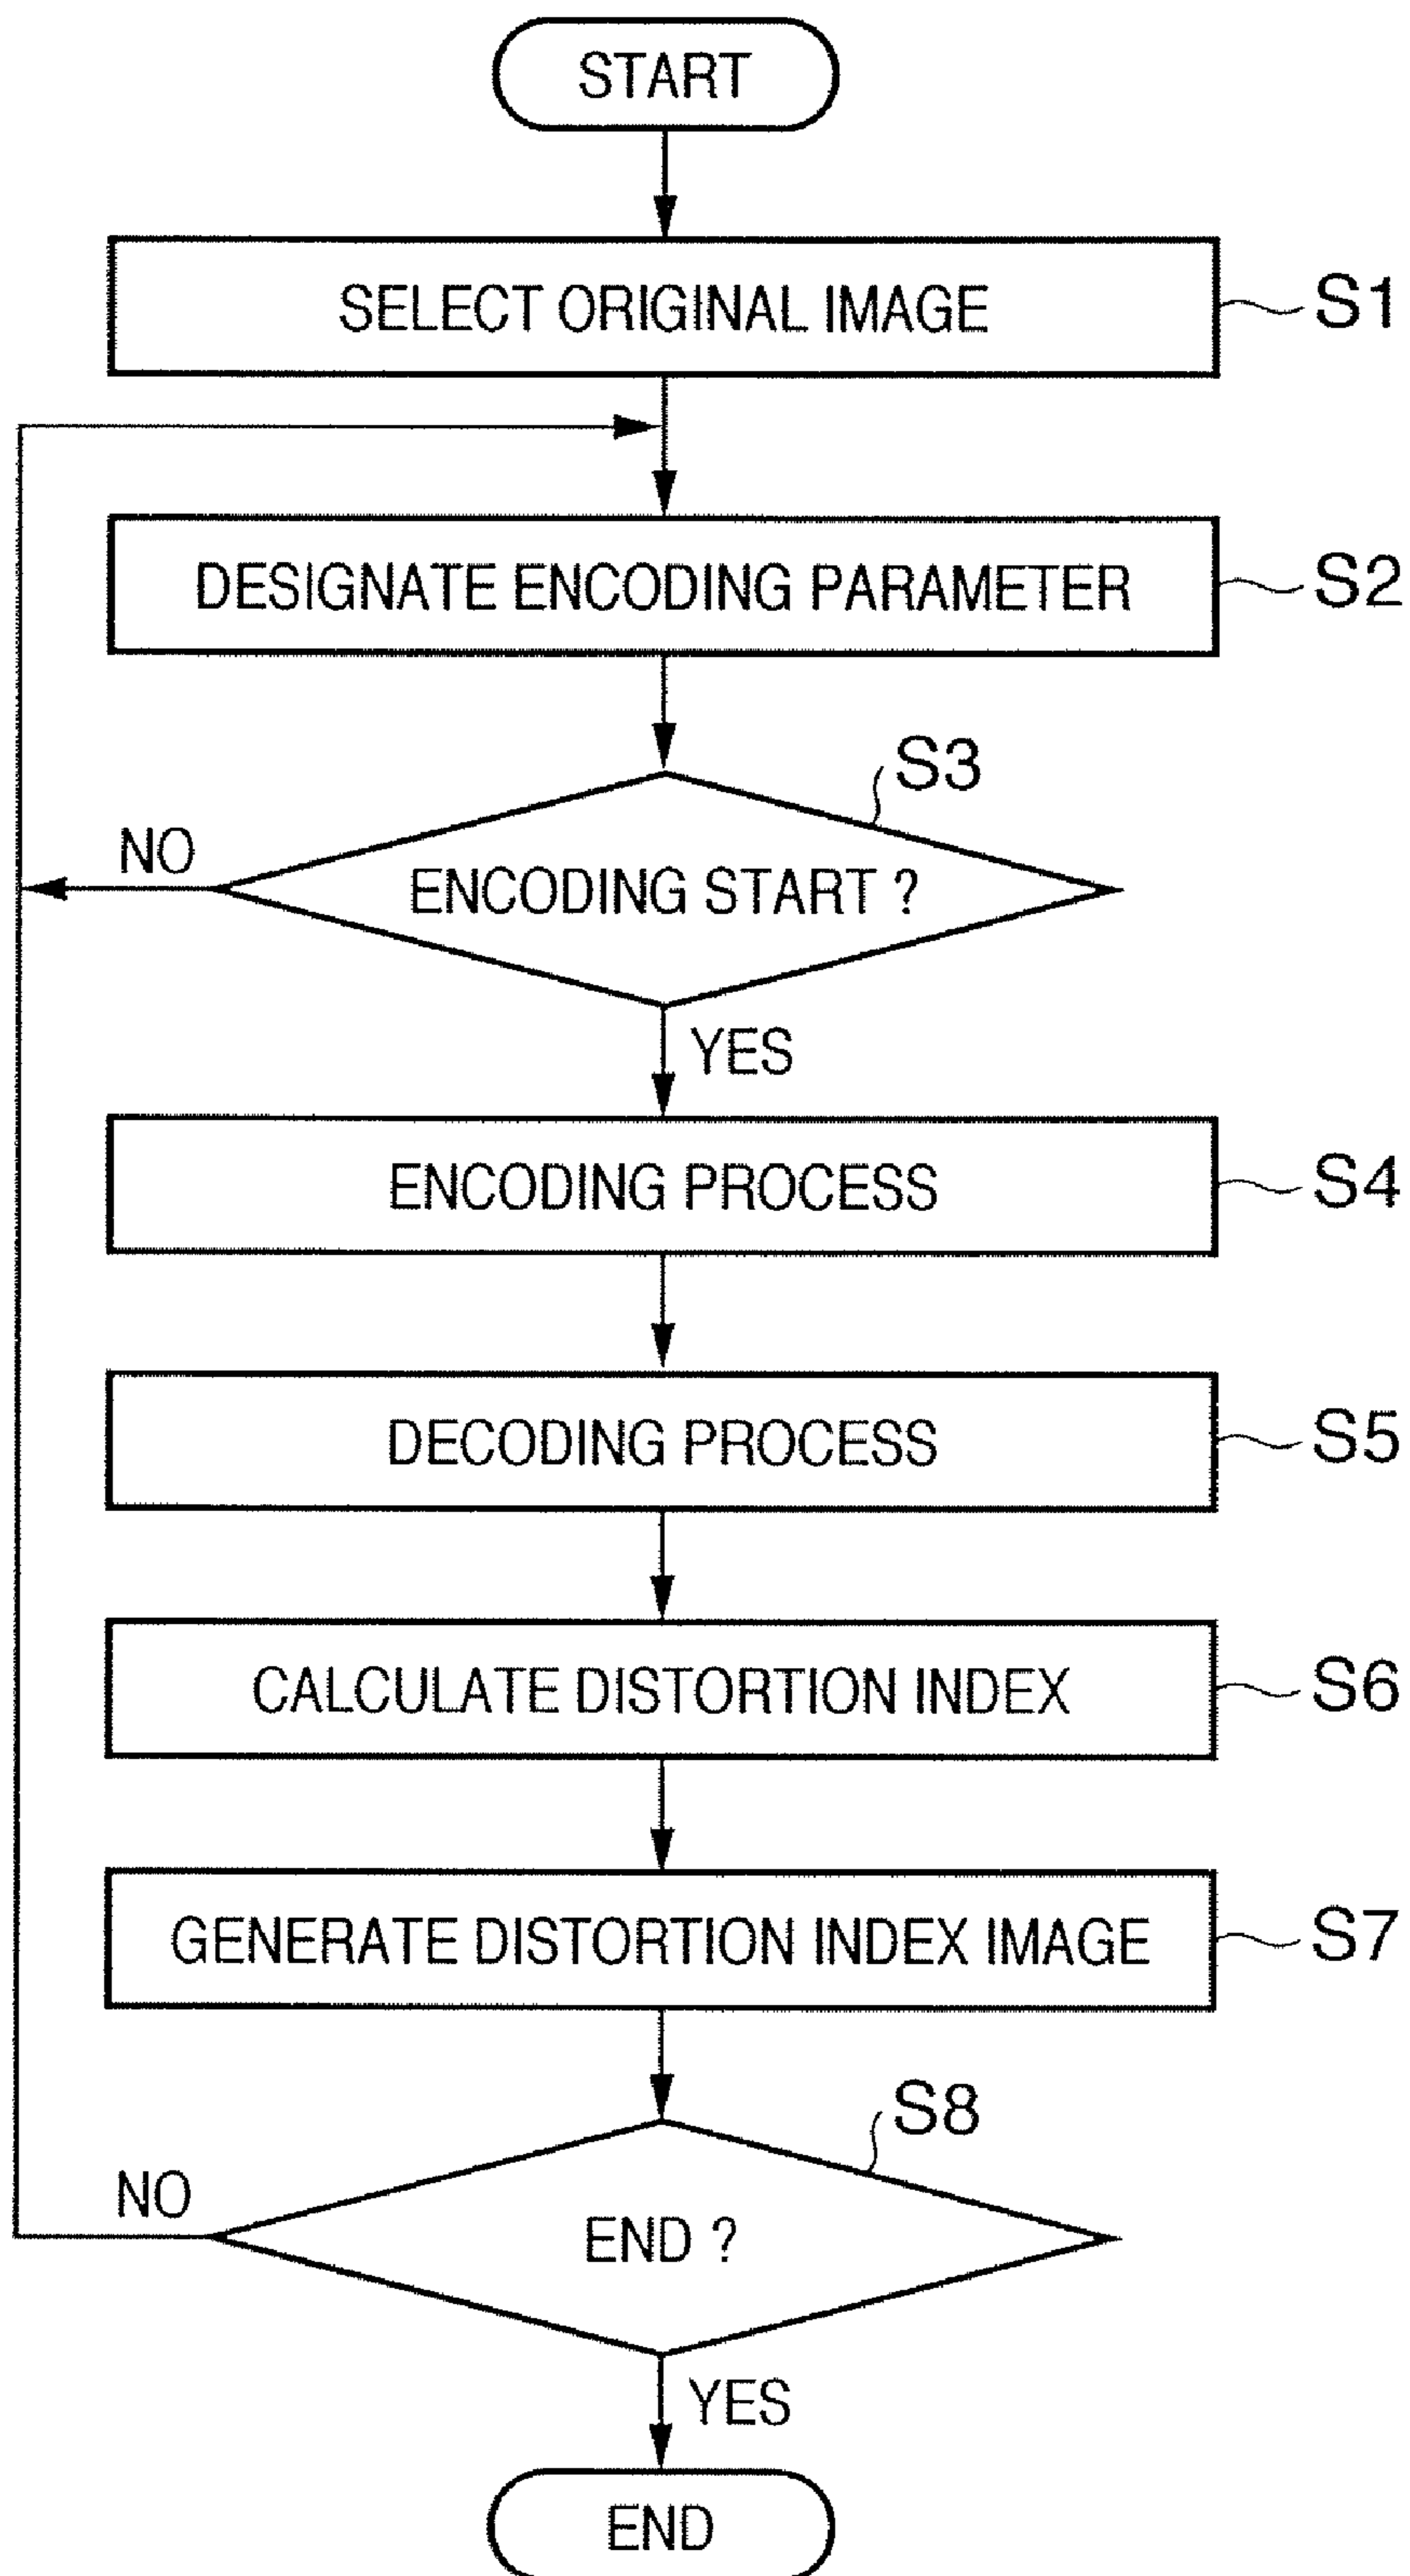 START
SELECT ORIGINAL IMAGE
S1
DESIGNATE ENCODING PARAMETER
S2
S3
NO
ENCODING START ?
YES
ENCODING PROCESS
S4
DECODING PROCESS
S5
CALCULATE DISTORTION INDEX
S6
GENERATE DISTORTION INDEX IMAGE
S7
S8
NO
END ?
YES
END